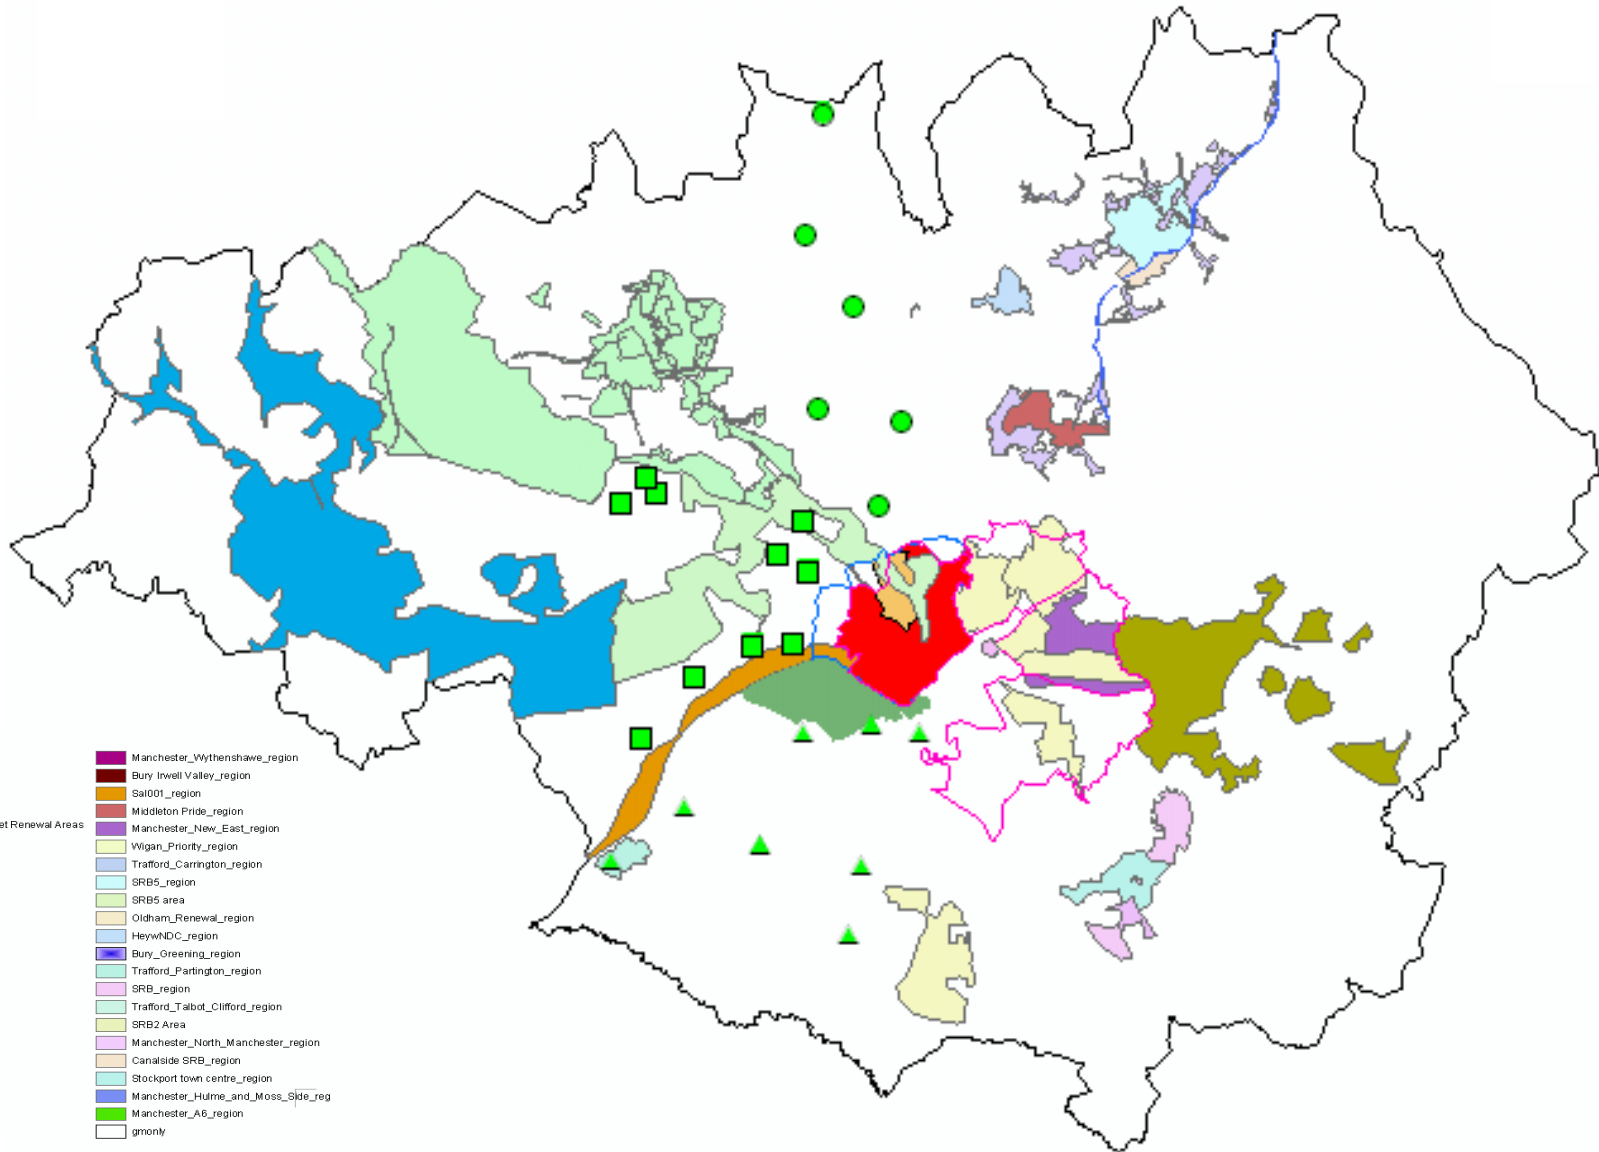 Manchester_Wythenshawe_region
Bury Irwell Valley_region
Sal001_region
Middleton Pride_region
et Renewal Areas
Manchester_New_East_region
Wigan_Priority_region
Trafford_Carrington_region
SRB5_region
SRB5 area
Oldham_Renewal_region
HeywNDC_region
Bury_Greening_region
Trafford_Partington_region
SRB_region
Trafford_Talbot_Clifford_region
SRB2 Area
Manchester_North_Manchester_region
Canalside SRB_region
Stockport town centre_region
Manchester_Hulme_and_Moss_Side_reg
Manchester_A6_region
gmonly